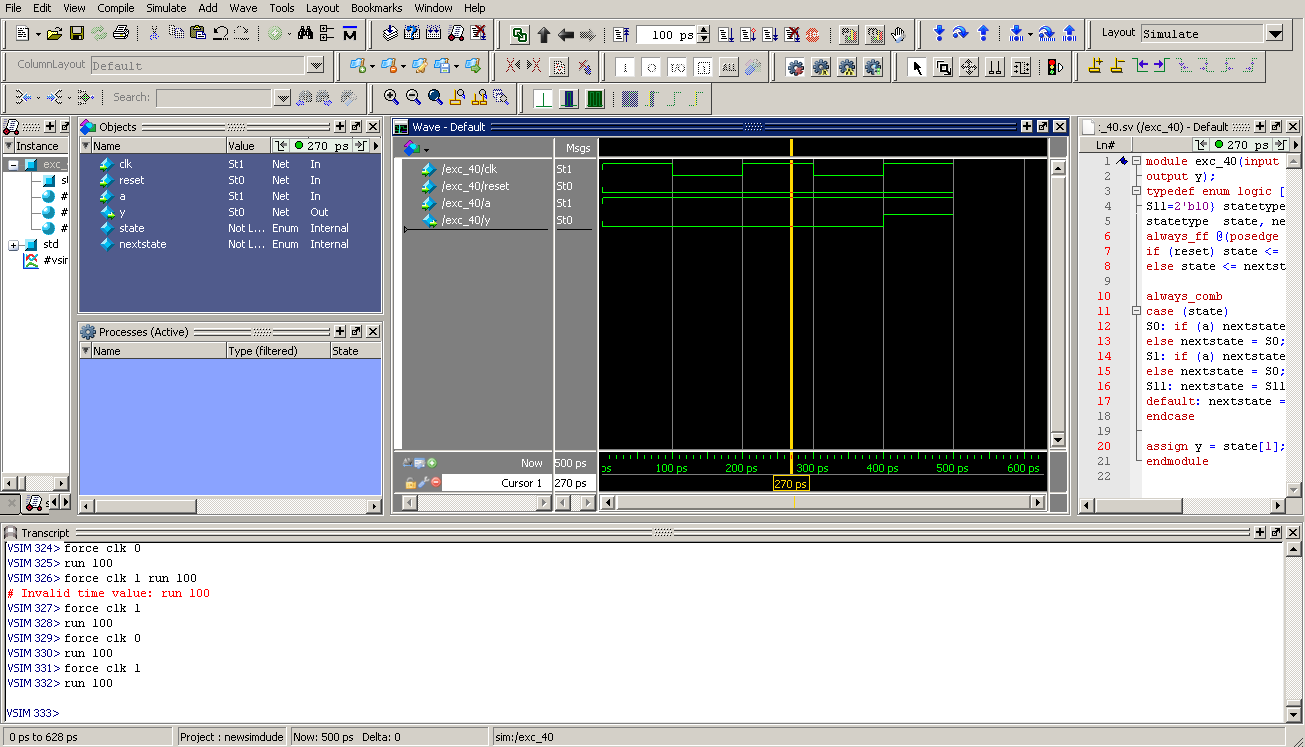 File Edit View Compile Simulate Add Wave Tools Layout Bookmarks Window Help
100 ps
Layout Simulate
ColumnLayout Default
Search:
Instance
exc_
#
#
#
std
#vsir
Objects
Name Value 270 ps
clk St1 Net In
reset St0 Net In
a St1 Net In
y St0 Net Out
state Not L... Enum Internal
nextstate Not L... Enum Internal
Processes (Active)
Name Type (filtered) State
Wave - Default
Msgs
/exc_40/clk St1
/exc_40/reset St0
/exc_40/a St1
/exc_40/y St0
Now 500 ps
Cursor 1 270 ps
ps 100 ps 200 ps 300 ps 400 ps 500 ps 600 ps
270 ps
:_40.sv (/exc_40) - Default
Ln# 270 ps
1 module exc_40(input
2 output y);
3 typedef enum logic [
4 S11=2'b10} statetype
5 statetype state, ne
6 always_ff @(posedge
7 if (reset) state <=
8 else state <= nextst
9
10 always_comb
11 case (state)
12 S0: if (a) nextstate
13 else nextstate = S0;
14 S1: if (a) nextstate
15 else nextstate = S0;
16 S11: nextstate = S11
17 default: nextstate =
18 endcase
19
20 assign y = state[1];
21 endmodule
22
Transcript
VSIM 324> force clk 0
VSIM 325> run 100
VSIM 326> force clk 1 run 100
# Invalid time value: run 100
VSIM 327> force clk 1
VSIM 328> run 100
VSIM 329> force clk 0
VSIM 330> run 100
VSIM 331> force clk 1
VSIM 332> run 100
VSIM 333>
0 ps to 628 ps Project : newsimdude Now: 500 ps Delta: 0 sim:/exc_40